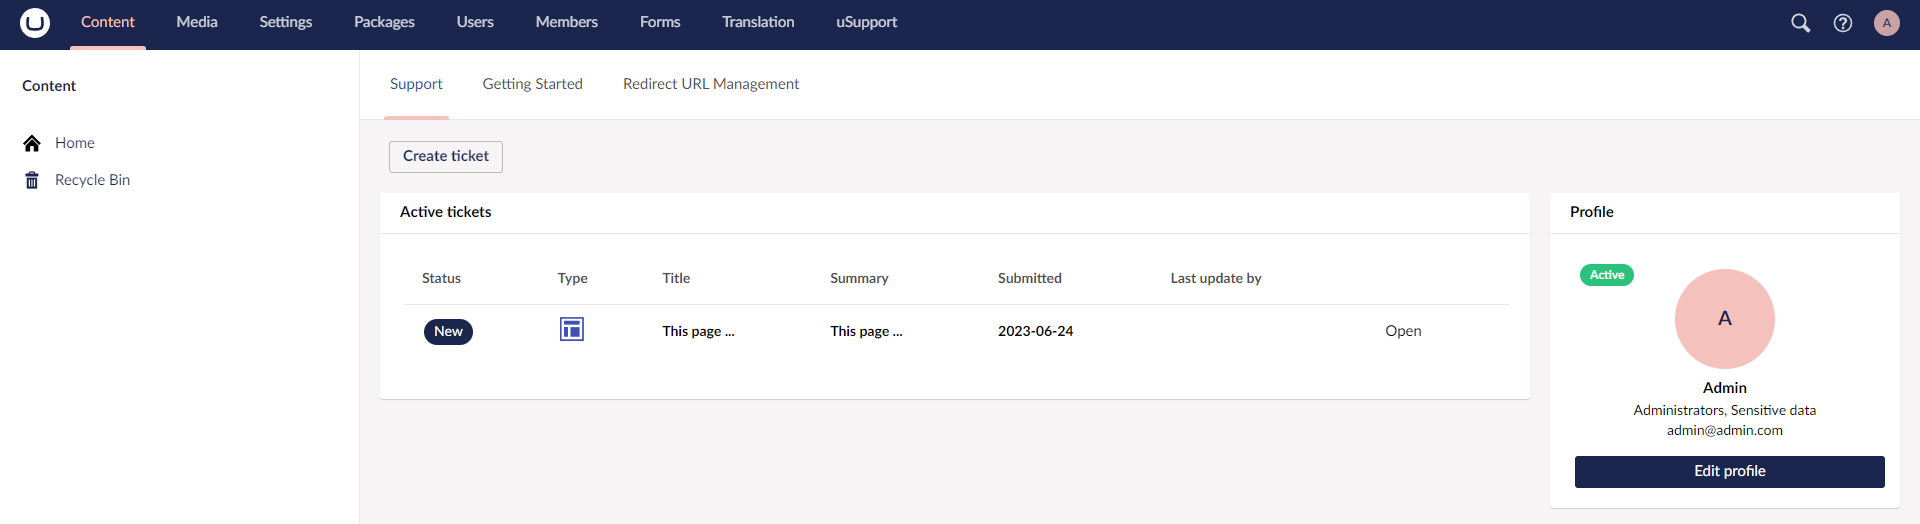 Content Media Settings Packages Users Members Forms Translation uSupport A
Content
Home
Recycle Bin
Support Getting Started Redirect URL Management
Create ticket
Active tickets
Status Type Title Summary Submitted Last update by
New This page ... This page ... 2023-06-24 Open
Profile
Active
A
Admin
Administrators, Sensitive data
admin@admin.com
Edit profile